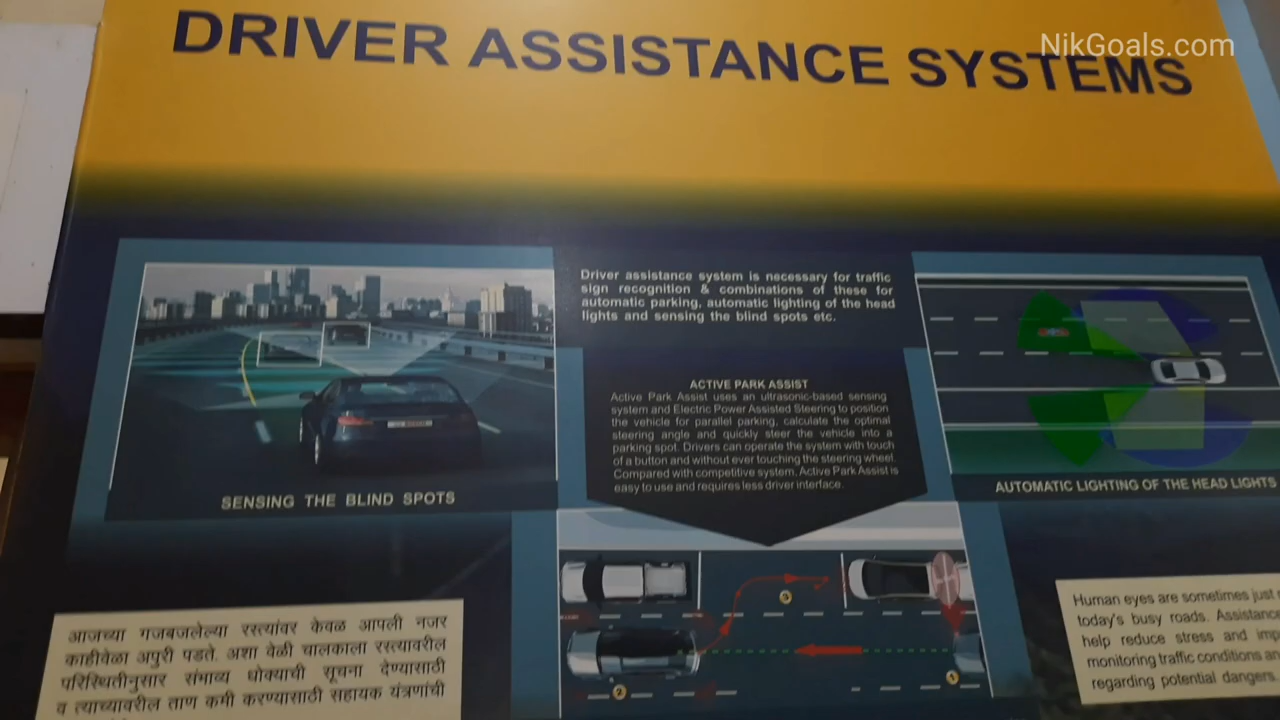 NikGoals.com
DRIVER ASSISTANCE SYSTEMS
Driver assistance system is necessary for traffic
sign recognition & combinations of these for
automatic parking, automatic lighting of the head
lights and sensing the blind spots etc.
ACTIVE PARK ASSIST
Active Park Assist uses an ultrasonic-based sensing
system and Electric Power Assisted Steering to position
the vehicle for parallel parking, calculate the optimal
steering angle and quickly steer the vehicle into a
parking spot. Drivers can operate the system with touch
of a button and without ever touching the steering wheel.
Compared with competitive system, Active Park Assist is
easy to use and requires less driver interface.
SENSING THE BLIND SPOTS
AUTOMATIC LIGHTING OF THE HEAD LIGHTS
3
2
1
आजच्या गजबजलेल्या रस्त्यांवर केवळ आपली नजर
काहीवेळा अपुरी पडते. अशा वेळी चालकाला रस्त्यावरील
परिस्थितीनुसार संभाव्य धोक्याची सूचना देण्यासाठी
व त्याच्यावरील ताण कमी करण्यासाठी सहायक यंत्रणांची
Human eyes are sometimes just
today's busy roads. Assistance
help reduce stress and
monitoring traffic conditions
regarding potential dangers.